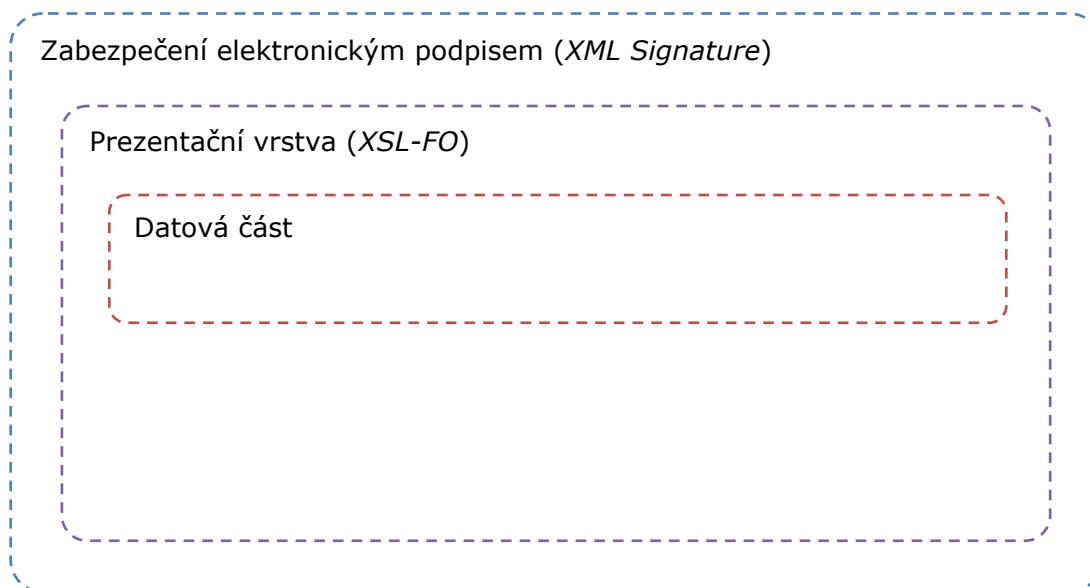 Zabezpečení elektronickým podpisem (XML Signature)
Prezentační vrstva (XSL-FO)
Datová část